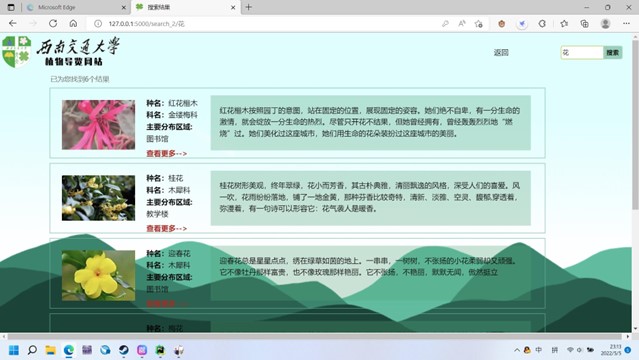 Microsoft Edge
搜索结果
127.0.0.1:5000/search_2/花
西南交通大学
植物导览网站
返回
花
搜索
已为您找到6个结果
种名：红花檵木
科名：金缕梅科
主要分布区域:
图书馆
查看更多-->
红花檵木按照园丁的意图，站在固定的位置，展现固定的姿容。她们绝不自卑，有一分生命的
激情，就会绽放一分生命的热烈。尽管只开花不结果，但她曾经拥有，曾经轰轰烈烈地“燃
烧”过。她们美化过这座城市，她们用生命的花朵装扮过这座城市的美丽。
种名：桂花
科名：木犀科
主要分布区域:
教学楼
查看更多-->
桂花树形美观，终年翠绿，花小而芳香，其古朴典雅，清丽飘逸的风格，深受人们的喜爱。风
一吹，花雨纷纷落地，铺了一地金黄，那种芬香比较奇特，清新、淡雅、空灵、馥郁,穿透着，
弥漫着，有一句诗可以形容它：花气袭人是暖香。
种名：迎春花
科名：木犀科
主要分布区域:
图书馆
查看更多-->
迎春花总是星星点点，绣在绿草如茵的地上。一串串，一树树，不张扬的小花柔弱却又顽强。
它不像牡丹那样富贵，也不像玫瑰那样艳丽。它不张扬，不艳丽，默默无闻，傲然挺立
中
拼
23:13
2022/5/5